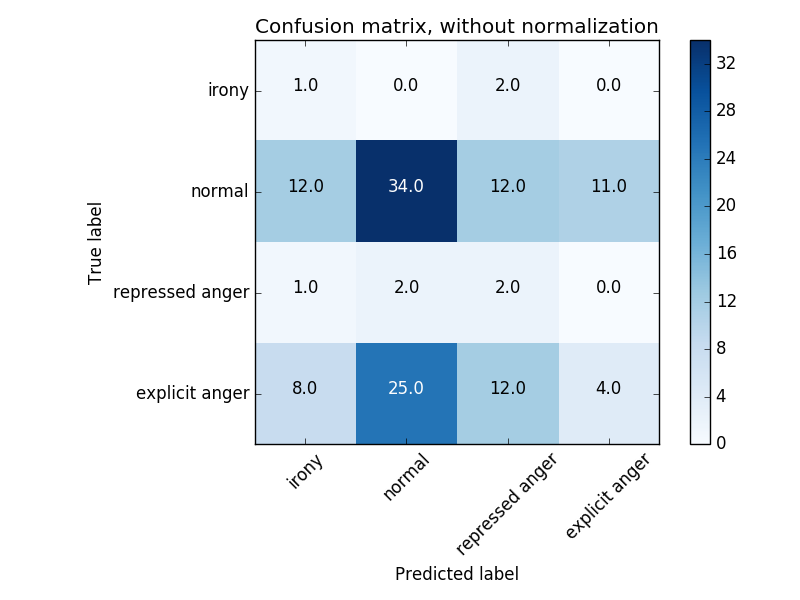 Confusion matrix, without normalization
irony 1.0 0.0 2.0 0.0
normal 12.0 34.0 12.0 11.0
repressed anger 1.0 2.0 2.0 0.0
explicit anger 8.0 25.0 12.0 4.0
True label
irony normal repressed anger explicit anger
Predicted label
32
28
24
20
16
12
8
4
0